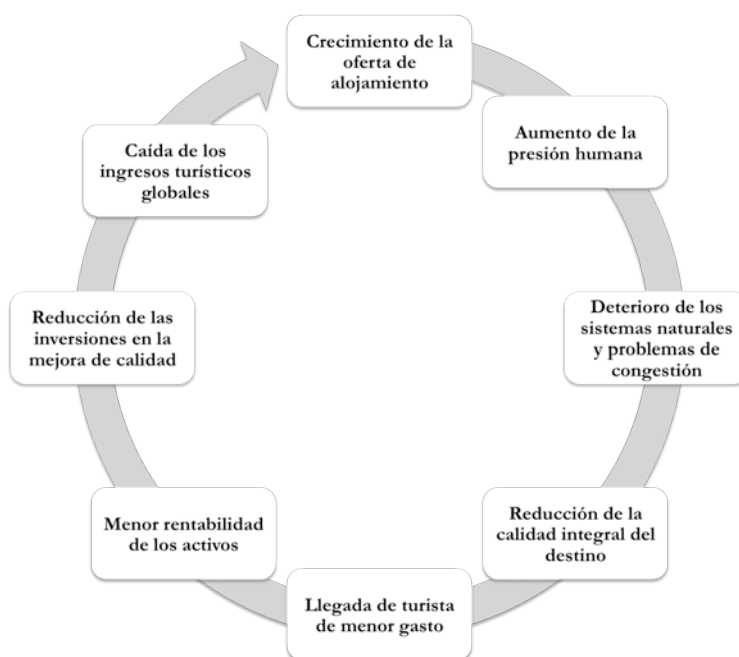 Crecimiento de la
oferta de
alojamiento
Aumento de la
presión humana
Deterioro de los
sistemas naturales
y problemas de
congestión
Reducción de la
calidad integral del
destino
Llegada de turista
de menor gasto
Menor rentabilidad
de los activos
Reducción de las
inversiones en la
mejora de calidad
Caída de los
ingresos turísticos
globales